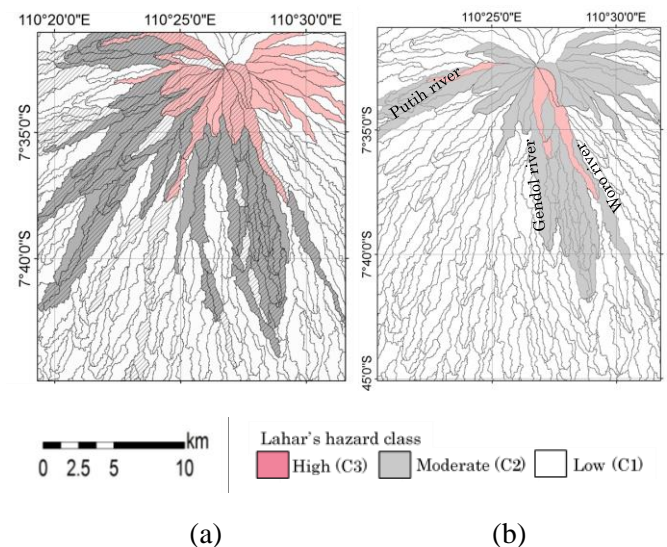 110°20'0"E 110°25'0"E 110°30'0"E
110°25'0"E 110°30'0"E
7°35'0"S
7°40'0"S
7°35'0"S
7°40'0"S
45'0"S
Putih river
Gendol river
Woro river
km
0 2.5 5 10
Lahar's hazard class
High (C3) Moderate (C2) Low (C1)
(a) (b)